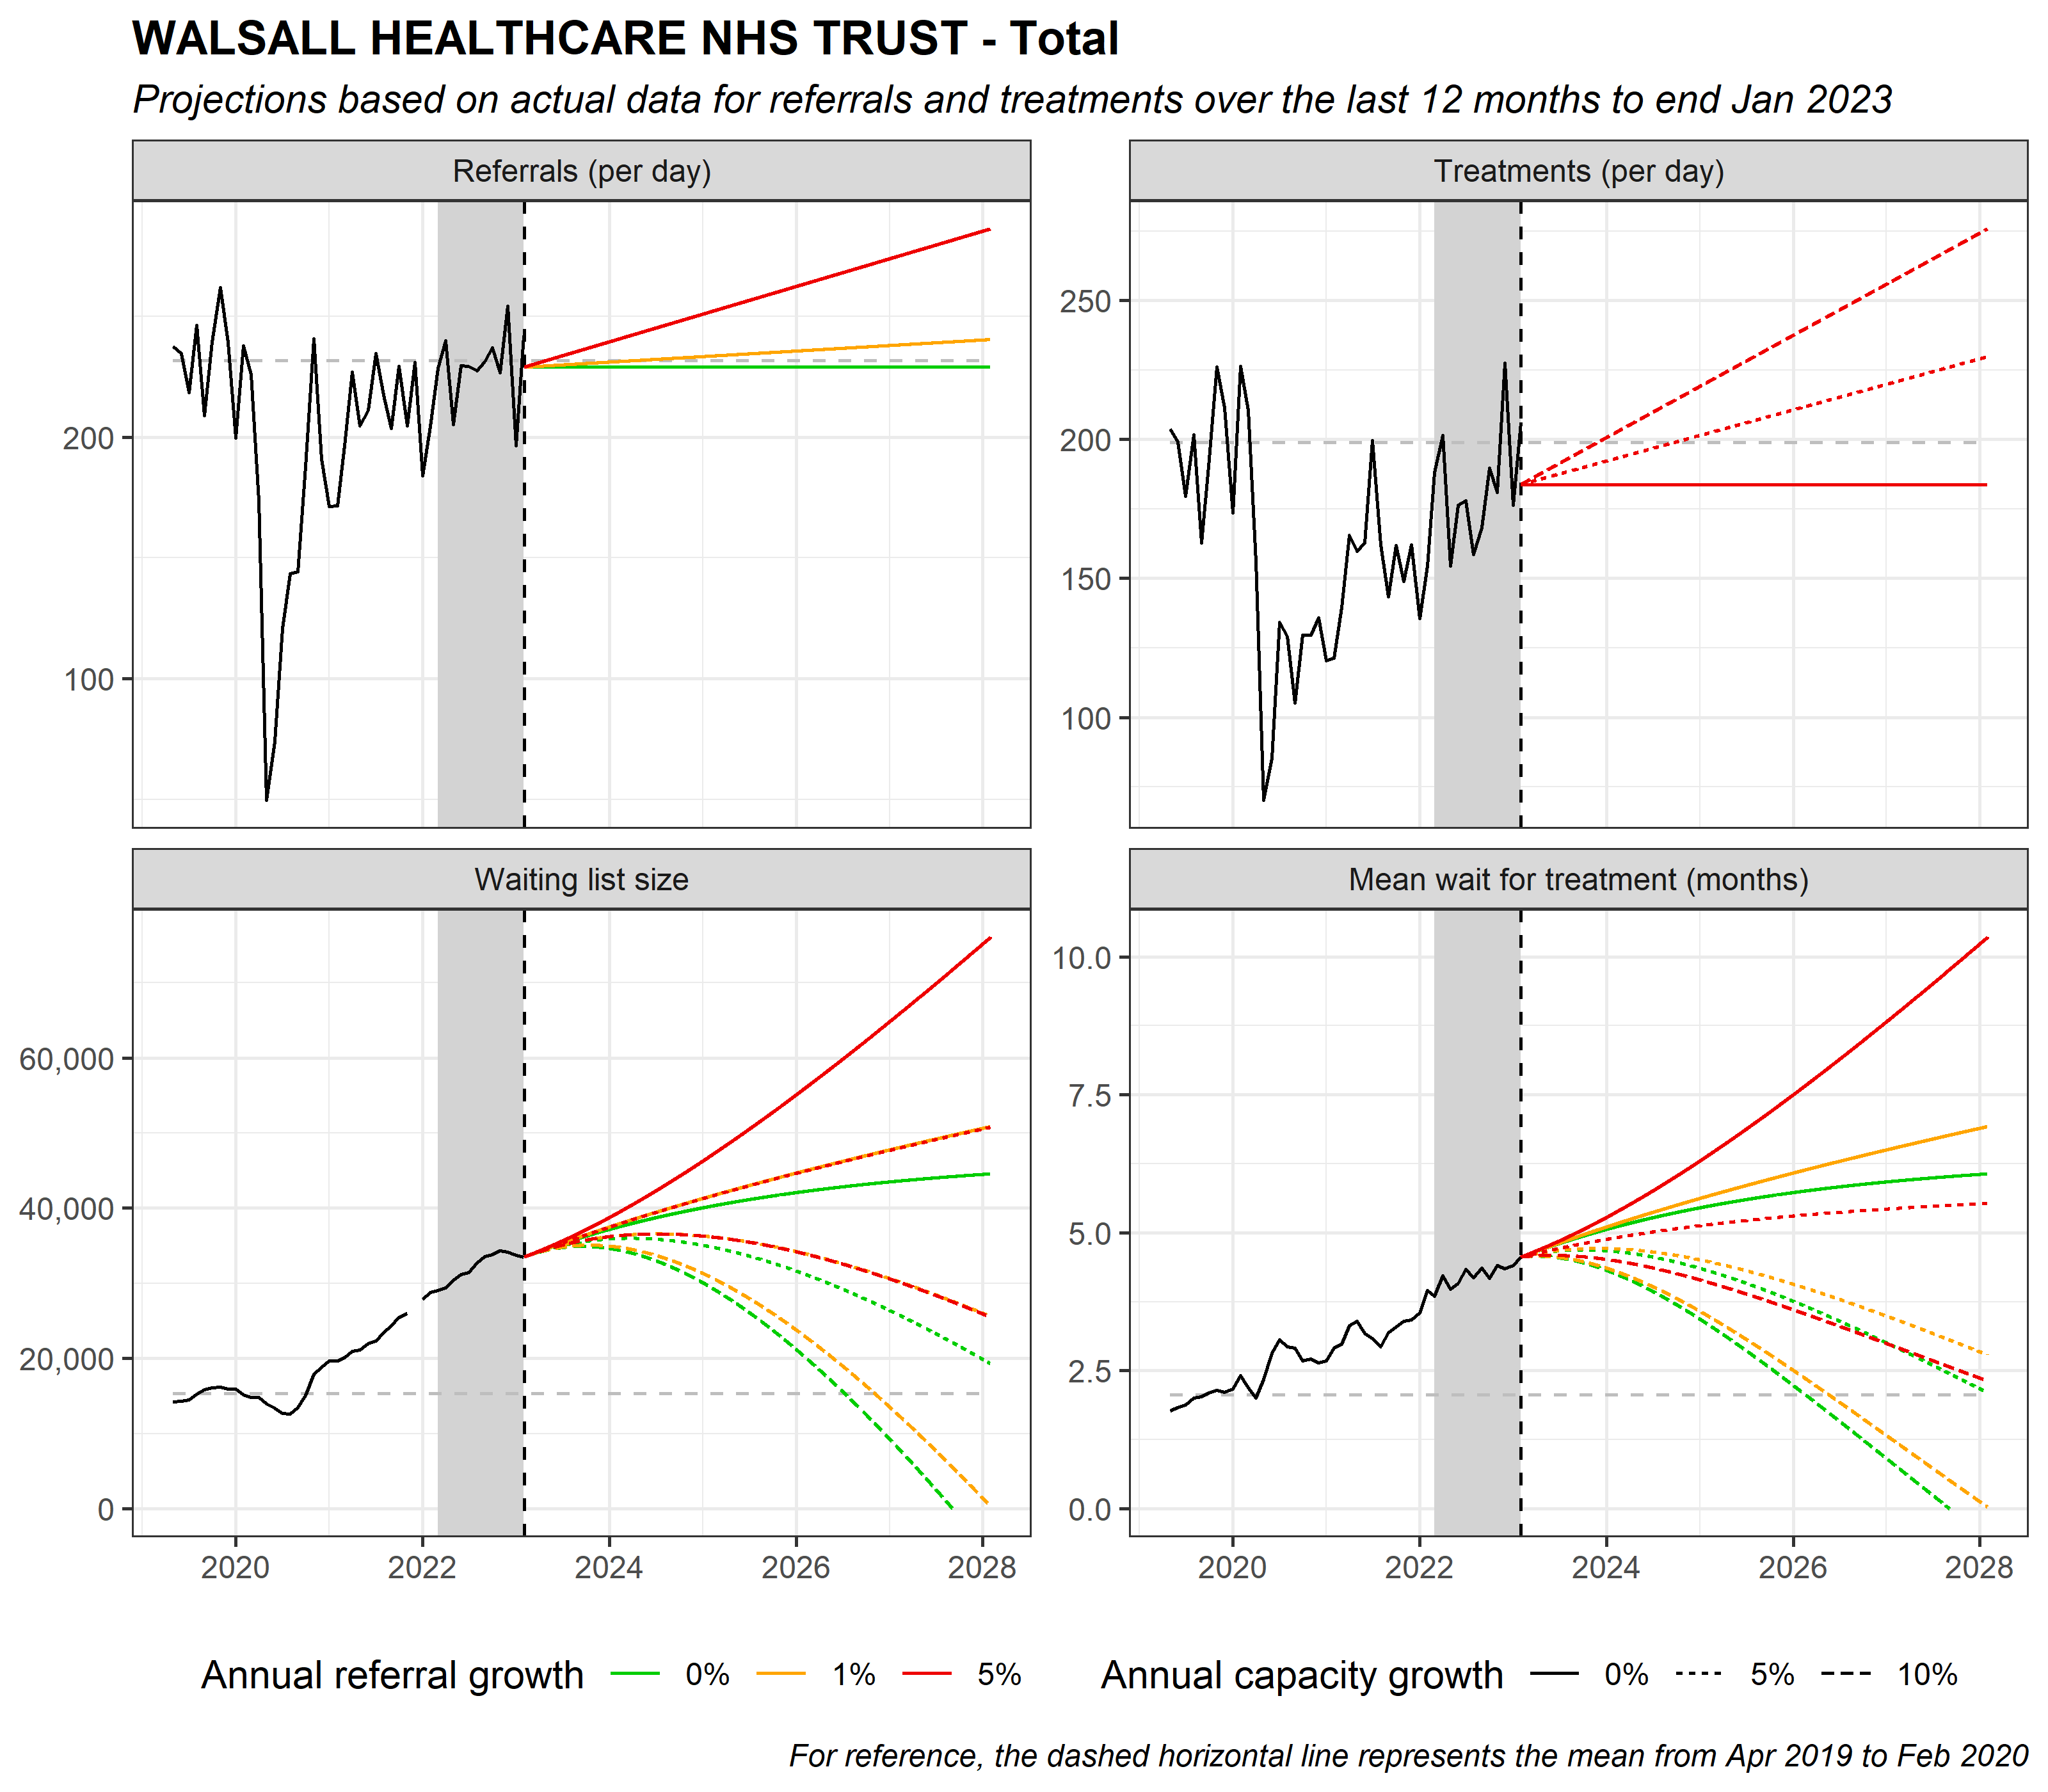 WALSALL HEALTHCARE NHS TRUST - Total
Projections based on actual data for referrals and treatments over the last 12 months to end Jan 2023
Referrals (per day)
200
100
Treatments (per day)
250
200
150
100
Waiting list size
60,000
40,000
20,000
0
2020 2022 2024 2026 2028
Mean wait for treatment (months)
10.0
7.5
5.0
2.5
0.0
2020 2022 2024 2026 2028
Annual referral growth 0% 1% 5%
Annual capacity growth 0% 5% 10%
For reference, the dashed horizontal line represents the mean from Apr 2019 to Feb 2020